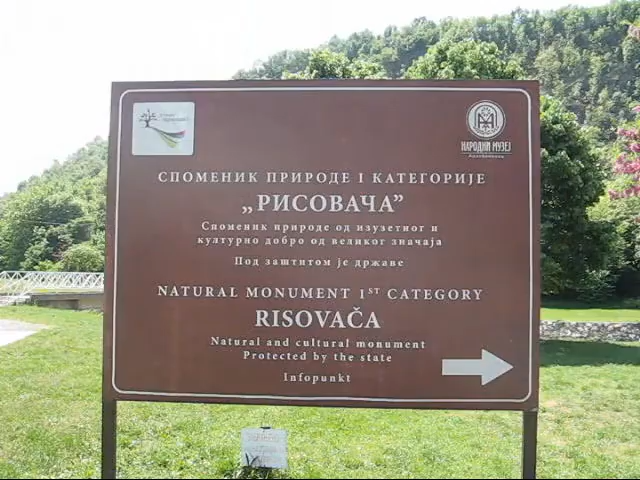 НАРОДНИ МУЗЕЈ
СПОМЕНИК ПРИРОДЕ I КАТЕГОРИЈЕ
„РИСОВАЧА”
Споменик природе од изузетног и
културно добро од великог значаја
Под заштитом је државе
NATURAL MONUMENT 1ST CATEGORY
RISOVAČA
Natural and cultural monument
Protected by the state
Infopunkt